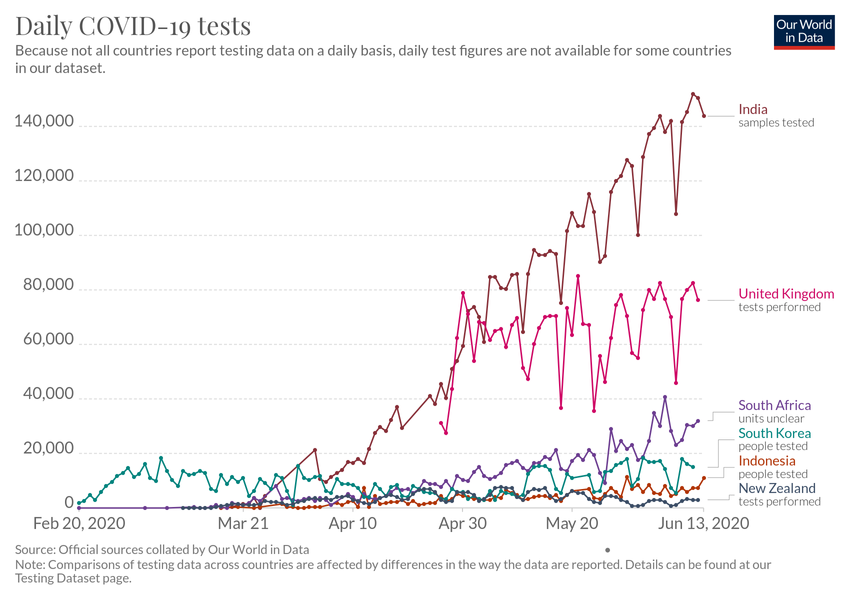 Daily COVID-19 tests
Our World
in Data
Because not all countries report testing data on a daily basis, daily test figures are not available for some countries
in our dataset.
140,000
120,000
100,000
80,000
60,000
40,000
20,000
0
India
samples tested
United Kingdom
tests performed
South Africa
units unclear
South Korea
people tested
Indonesia
people tested
New Zealand
tests performed
Feb 20, 2020
Mar 21
Apr 10
Apr 30
May 20
Jun 13, 2020
Source: Official sources collated by Our World in Data
Note: Comparisons of testing data across countries are affected by differences in the way the data are reported. Details can be found at our
Testing Dataset page.